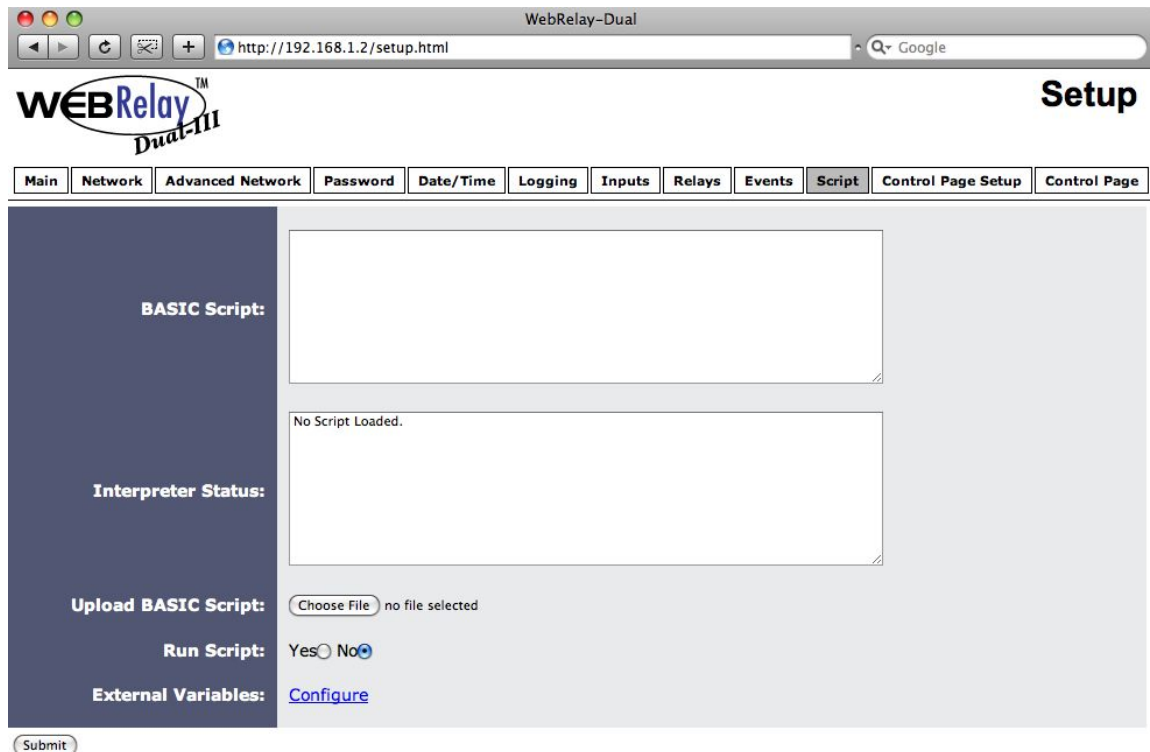 WebRelay-Dual
http://192.168.1.2/setup.html
Google
WEBRelay™
Dual-III
Setup
Main Network Advanced Network Password Date/Time Logging Inputs Relays Events Script Control Page Setup Control Page
BASIC Script:
No Script Loaded.
Interpreter Status:
Upload BASIC Script: Choose File no file selected
Run Script: Yes No
External Variables: Configure
Submit